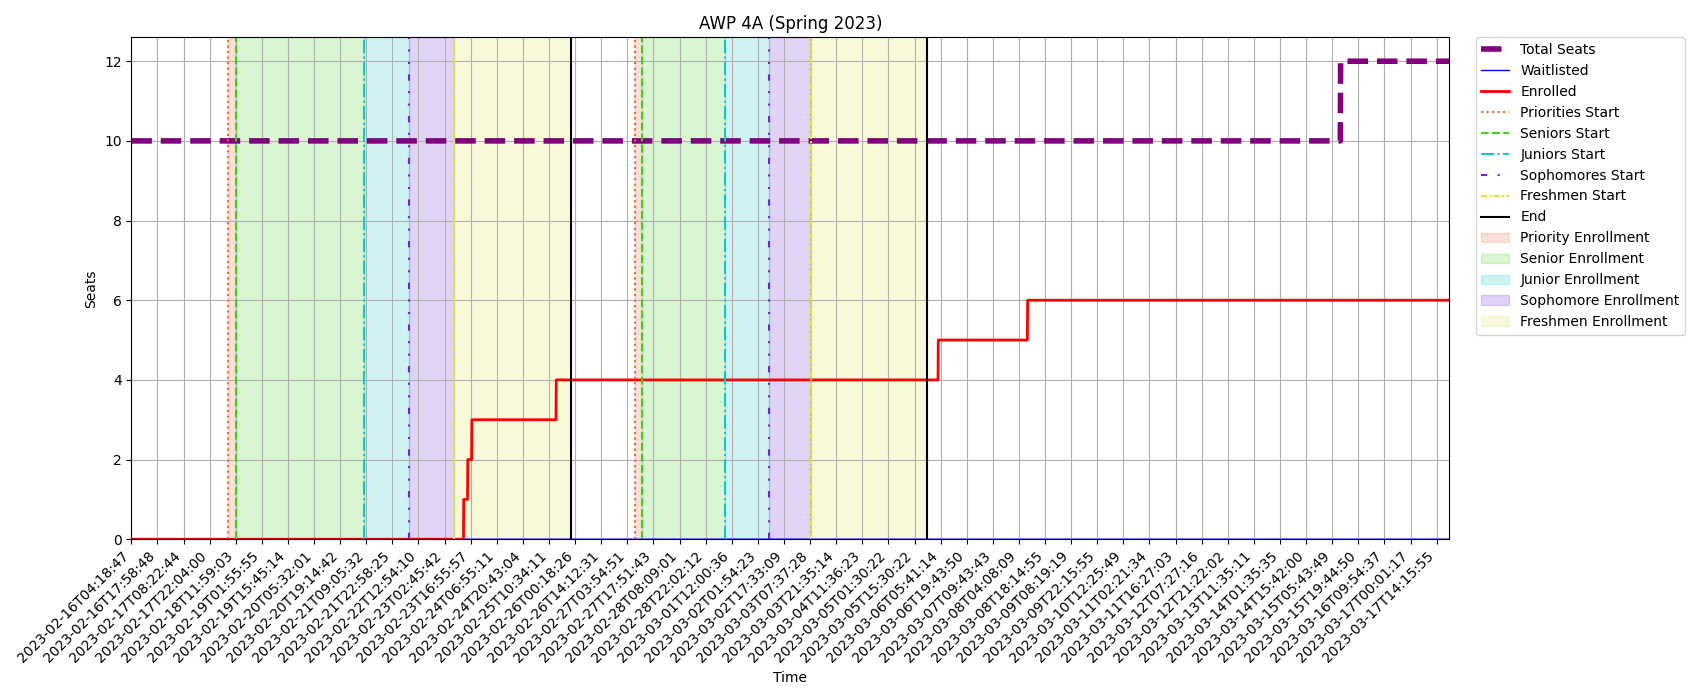 AWP 4A (Spring 2023)
Seats
12
10
8
6
4
2
0
2023-02-16T04:18:47
2023-02-16T17:58:48
2023-02-17T08:22:44
2023-02-17T22:04:00
2023-02-18T11:59:03
2023-02-19T01:55:55
2023-02-19T15:45:14
2023-02-20T05:32:01
2023-02-20T19:14:42
2023-02-21T09:05:32
2023-02-21T22:58:25
2023-02-22T12:54:10
2023-02-23T02:45:42
2023-02-23T16:55:57
2023-02-24T06:55:11
2023-02-24T20:43:04
2023-02-25T10:34:11
2023-02-26T00:18:26
2023-02-26T14:12:31
2023-02-27T03:54:51
2023-02-27T17:51:43
2023-02-28T08:09:01
2023-02-28T22:02:12
2023-03-01T12:00:36
2023-03-02T01:54:23
2023-03-02T17:33:09
2023-03-03T07:37:28
2023-03-03T21:35:14
2023-03-04T11:36:23
2023-03-05T01:30:22
2023-03-05T15:30:22
2023-03-06T05:41:14
2023-03-06T19:43:50
2023-03-07T09:43:43
2023-03-08T04:08:09
2023-03-08T18:14:55
2023-03-09T08:19:19
2023-03-09T22:15:55
2023-03-10T12:25:49
2023-03-11T02:21:34
2023-03-11T16:27:03
2023-03-12T07:27:16
2023-03-12T21:22:02
2023-03-13T11:35:11
2023-03-14T01:35:35
2023-03-14T15:42:00
2023-03-15T05:43:49
2023-03-15T19:44:50
2023-03-16T09:54:37
2023-03-17T00:01:17
2023-03-17T14:15:55
Time
Total Seats
Waitlisted
Enrolled
Priorities Start
Seniors Start
Juniors Start
Sophomores Start
Freshmen Start
End
Priority Enrollment
Senior Enrollment
Junior Enrollment
Sophomore Enrollment
Freshmen Enrollment